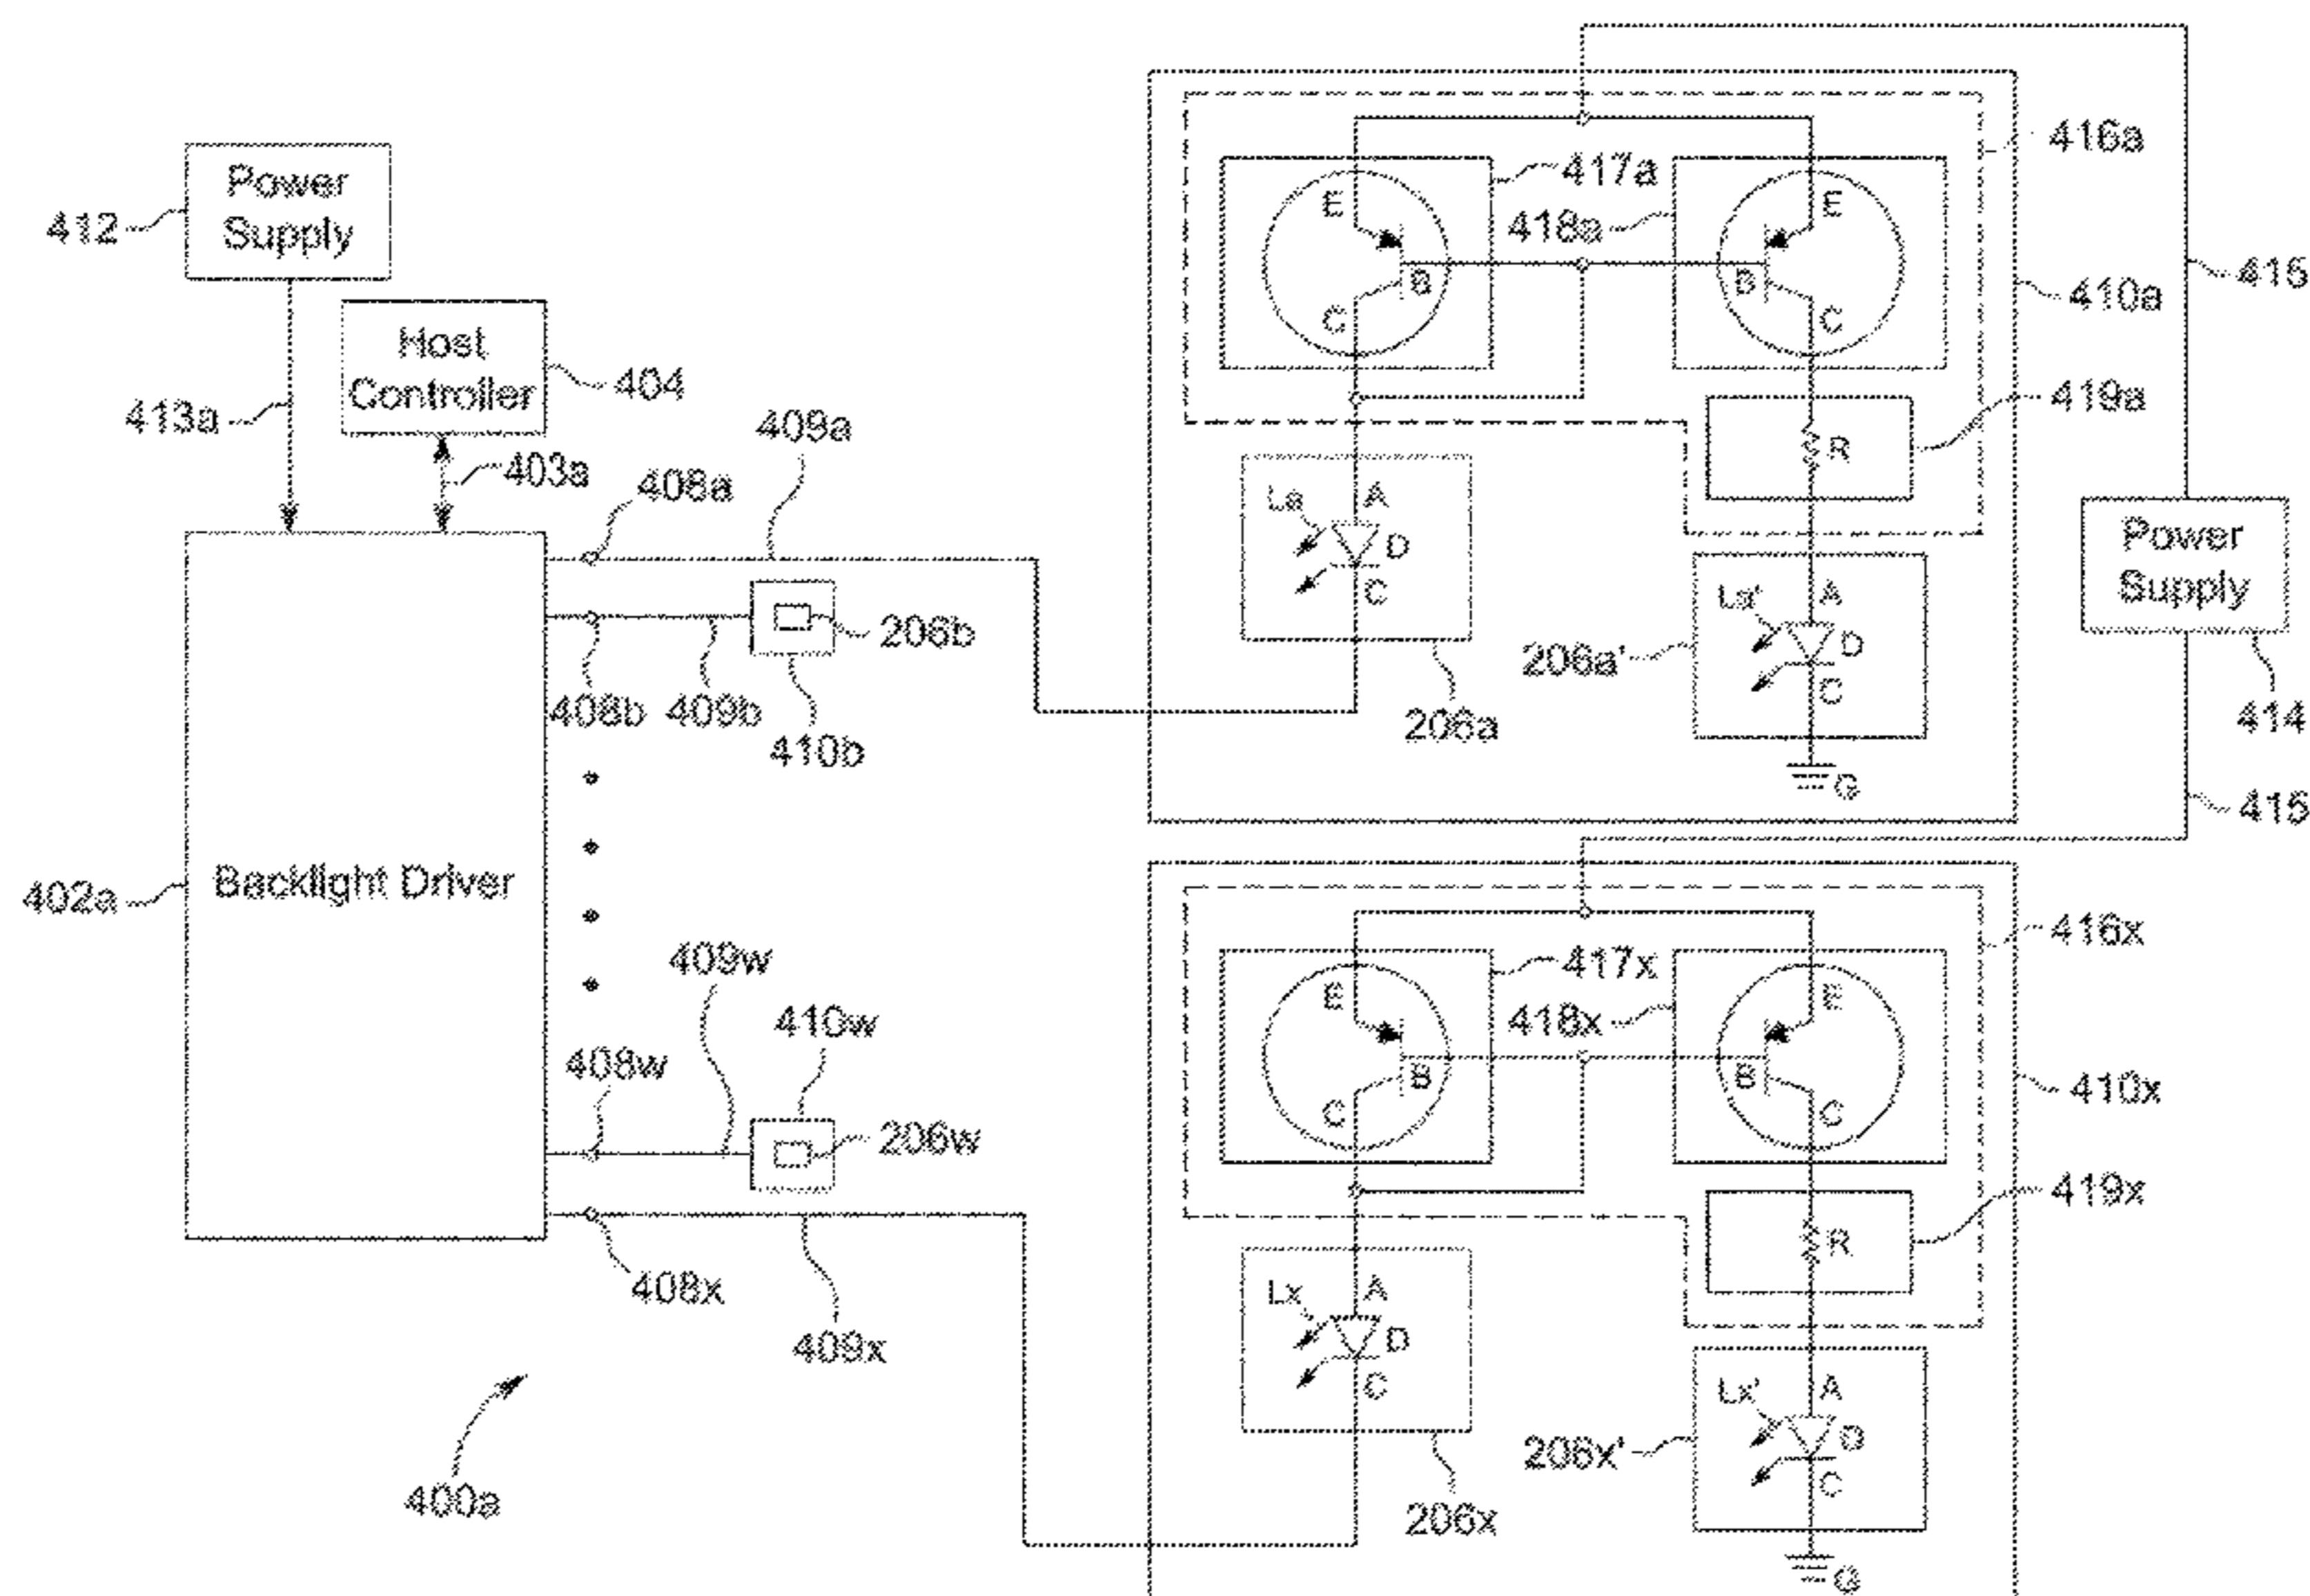 Power
Supply
412
413a
Host
Controller
404
403a
408a
409a
206b
408b
409b
410b
Backlight Driver
402a
409w
410w
408w
206w
408x
409x
400a
416a
417a
E
B
C
418a
E
B
C
410a
419a
R
La
A
D
C
206a
La'
A
D
C
206a'
G
415
Power
Supply
414
415
416x
417x
E
B
C
418x
E
B
C
410x
419x
R
Lx
A
D
C
206x
Lx'
A
D
C
206x'
G